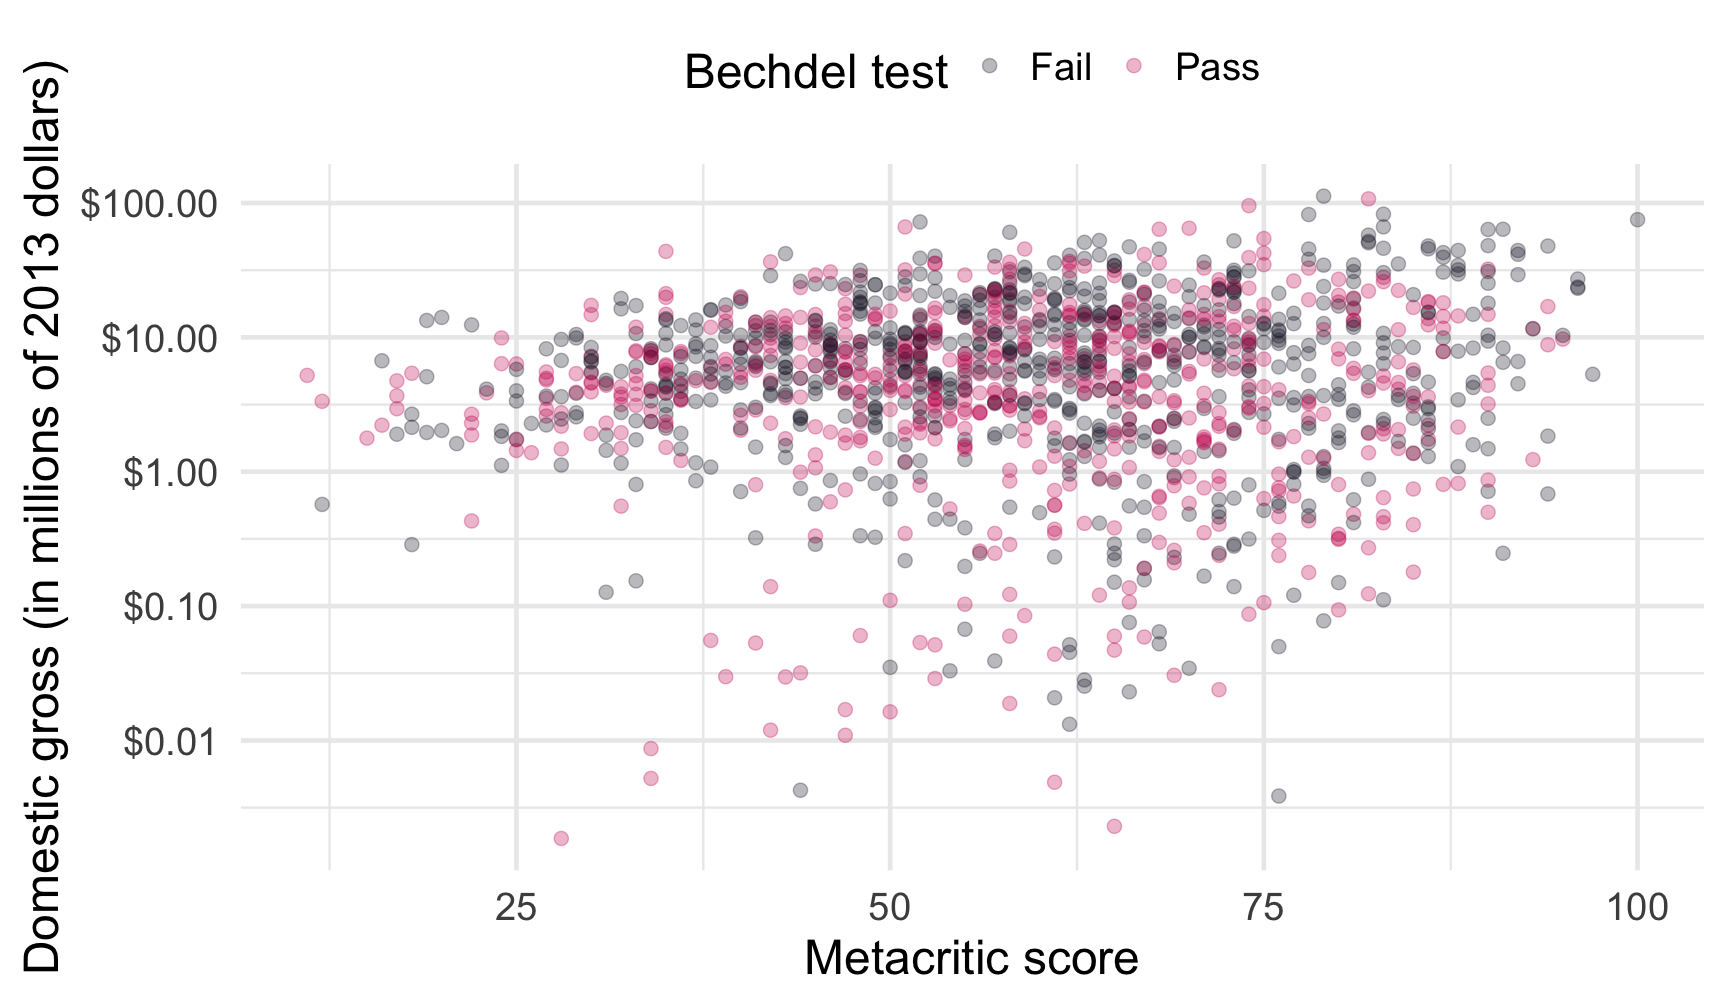 Bechdel test Fail Pass
Domestic gross (in millions of 2013 dollars)
$100.00
$10.00
$1.00
$0.10
$0.01
25 50 75 100
Metacritic score